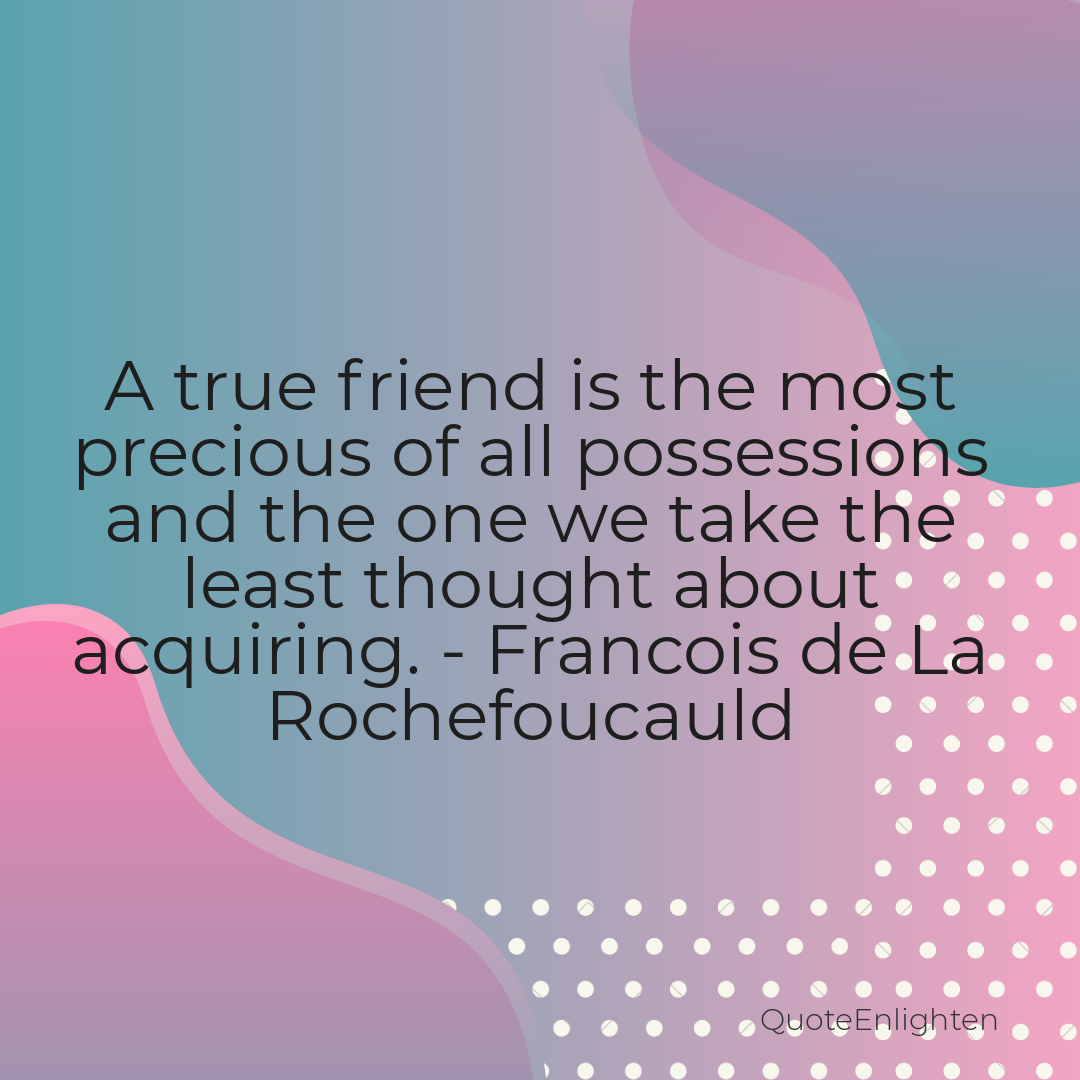 A true friend is the most
precious of all possessions
and the one we take the
least thought about
acquiring. - Francois de La
Rochefoucauld
QuoteEnlighten